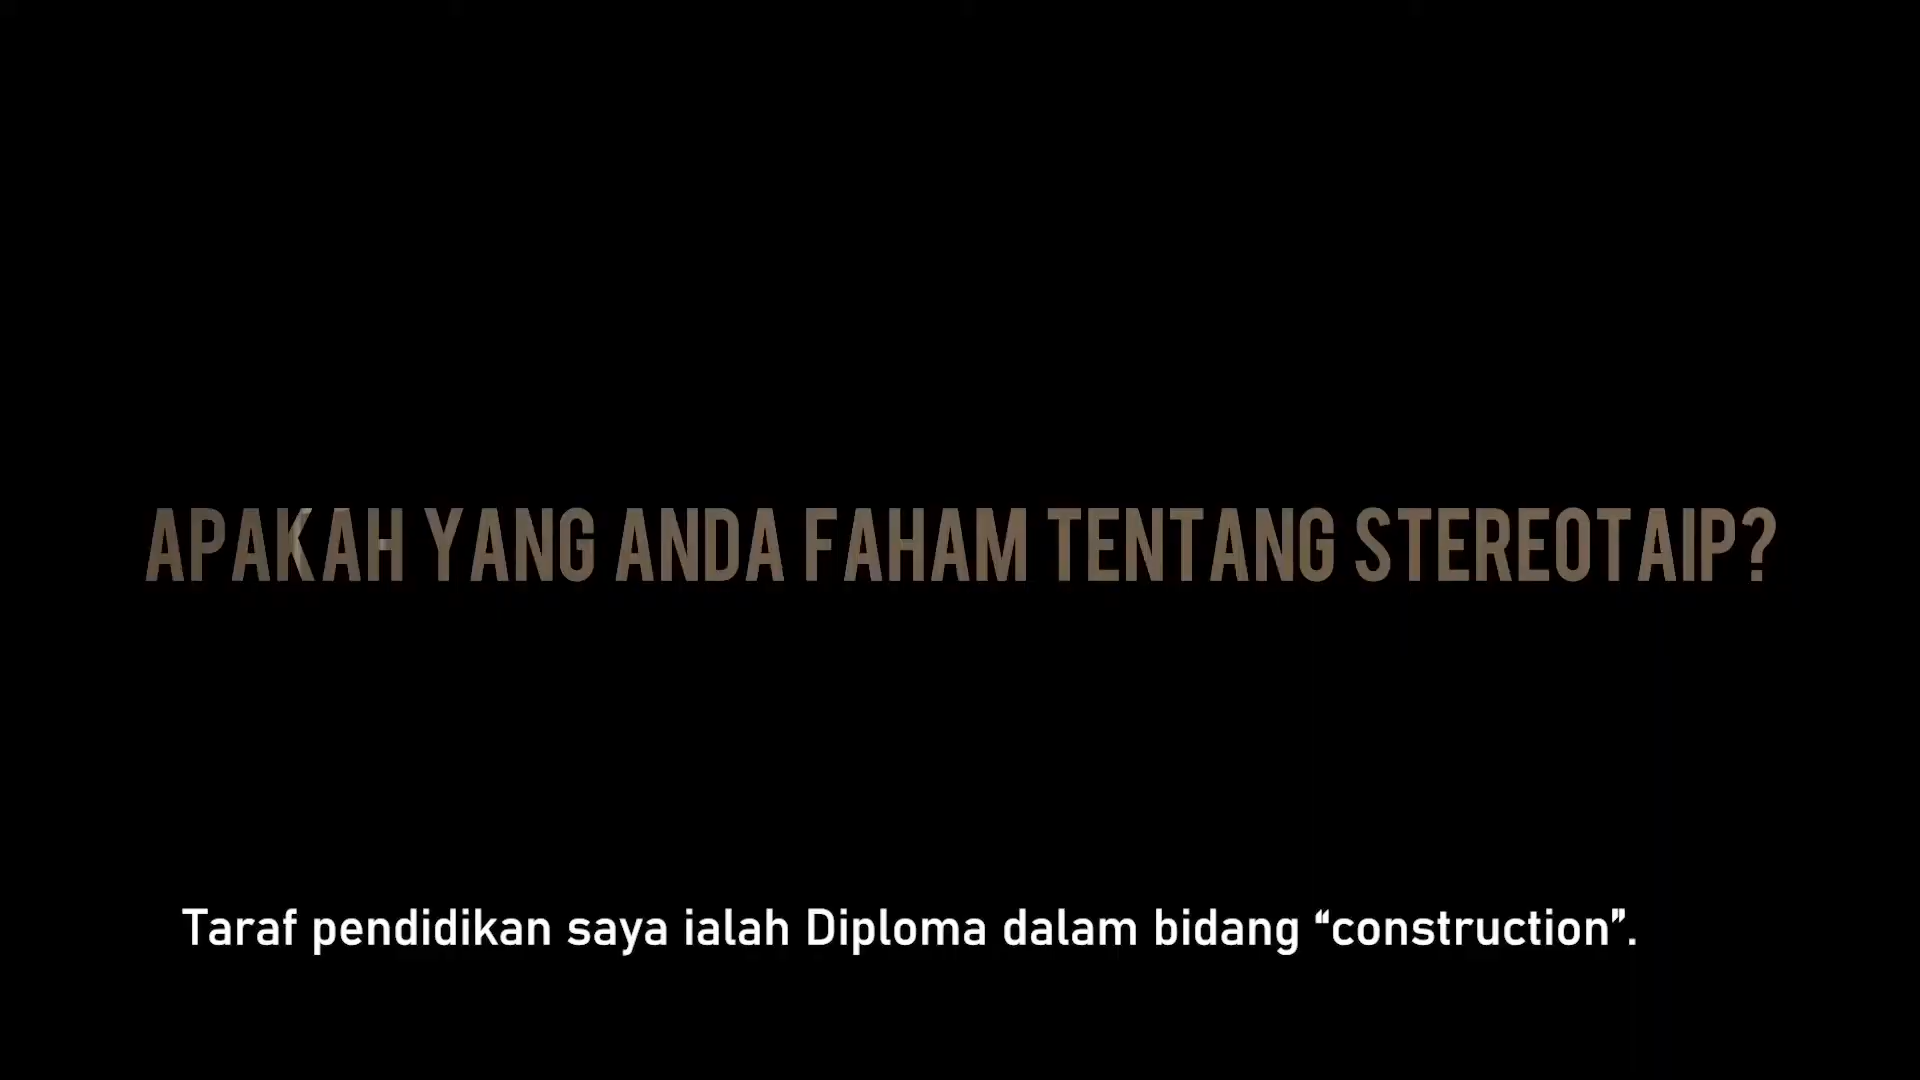 APAKAH YANG ANDA FAHAM TENTANG STEREOTAIP?
Taraf pendidikan saya ialah Diploma dalam bidang “construction”.